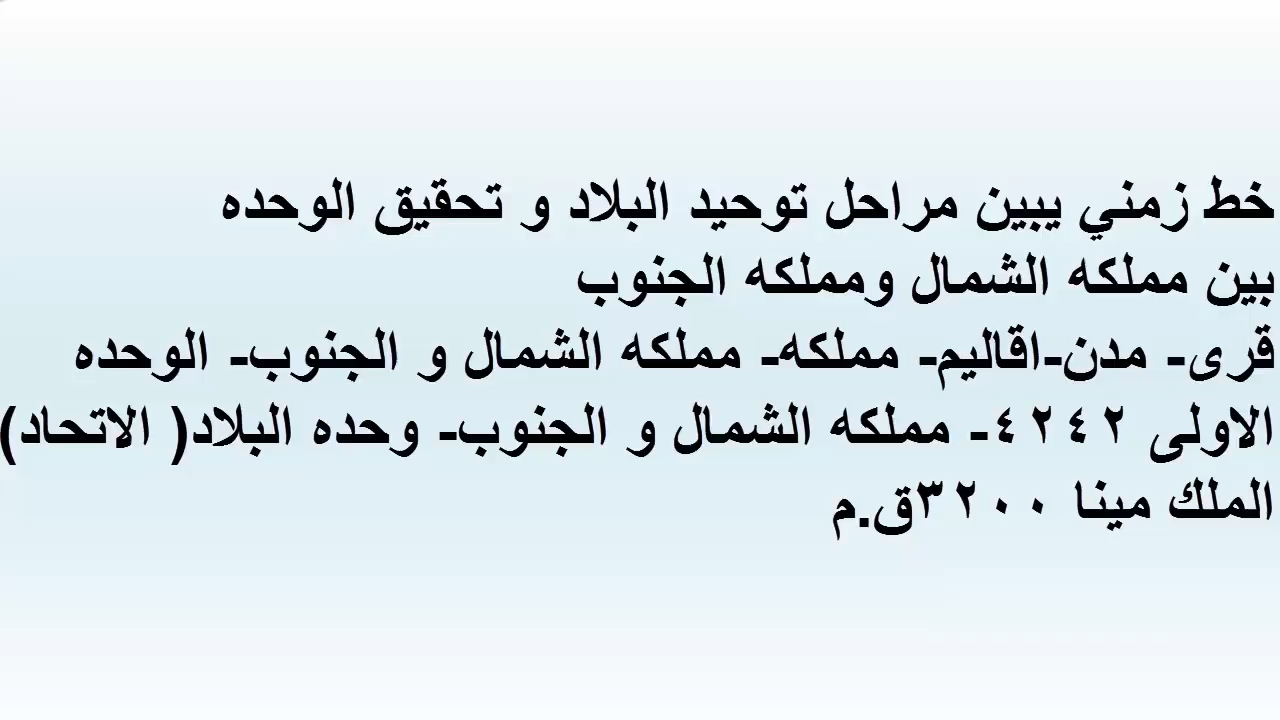 خط زمني يبين مراحل توحيد البلاد و تحقيق الوحده
بين مملكه الشمال ومملكه الجنوب
قرى- مدن-اقاليم- مملكه- مملكه الشمال و الجنوب- الوحده
الاولى ٤٢٤٢- مملكه الشمال و الجنوب- وحده البلاد( الاتحاد)
الملك مينا ٣٢٠٠ق.م